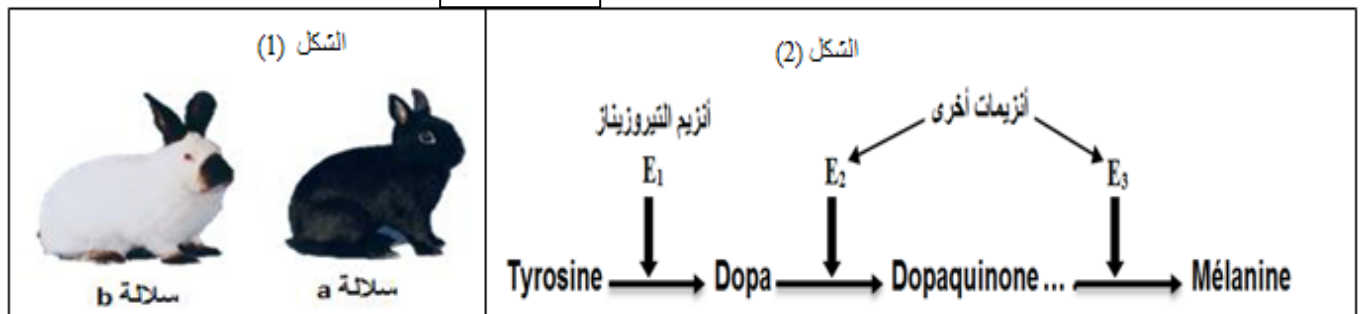 الشكل (1)
سلالة b
سلالة a
الشكل (2)
أنزيم التيروزيناز
أنزيمات أخرى
E₁
E₂
E₃
Tyrosine
Dopa
Dopaquinone ...
Mélanine